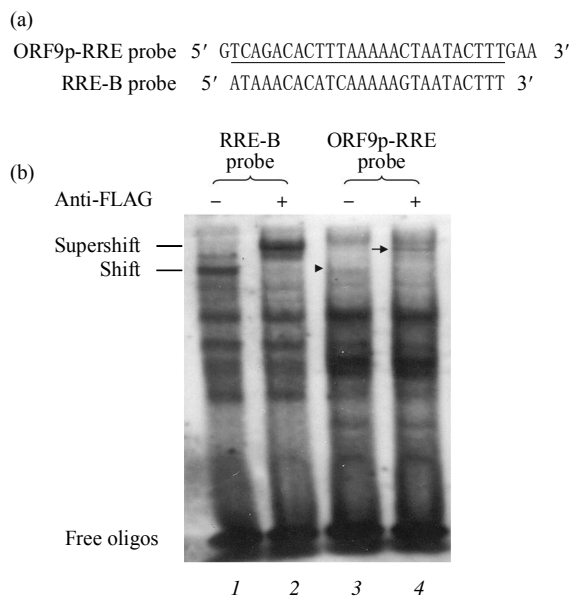 (a)
ORF9p-RRE probe 5′ GTCAGACACTTTAAAAACTAATACTTTGAA 3′
RRE-B probe 5′ ATAAACACATCAAAAAGTAATACTTT 3′
(b)
RRE-B probe ORF9p-RRE probe
Anti-FLAG − + − +
Supershift
Shift
Free oligos
1 2 3 4